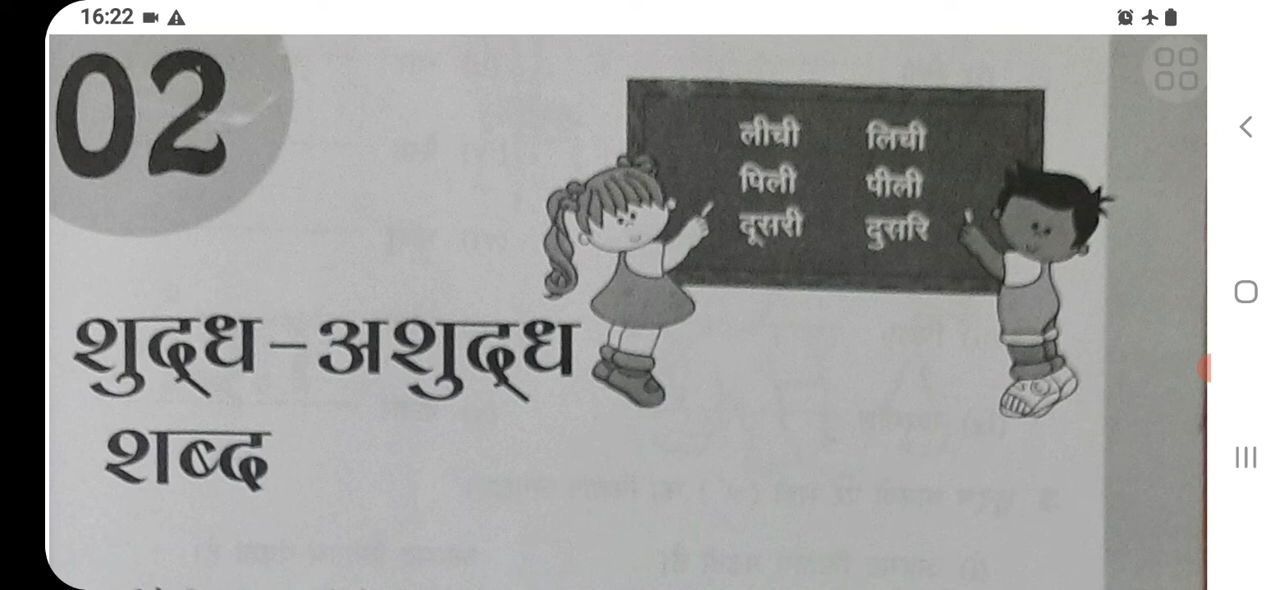 16:22
02
लीची लिची
पिली पीली
दूसरी दुसरि
शुद्ध-अशुद्ध
शब्द